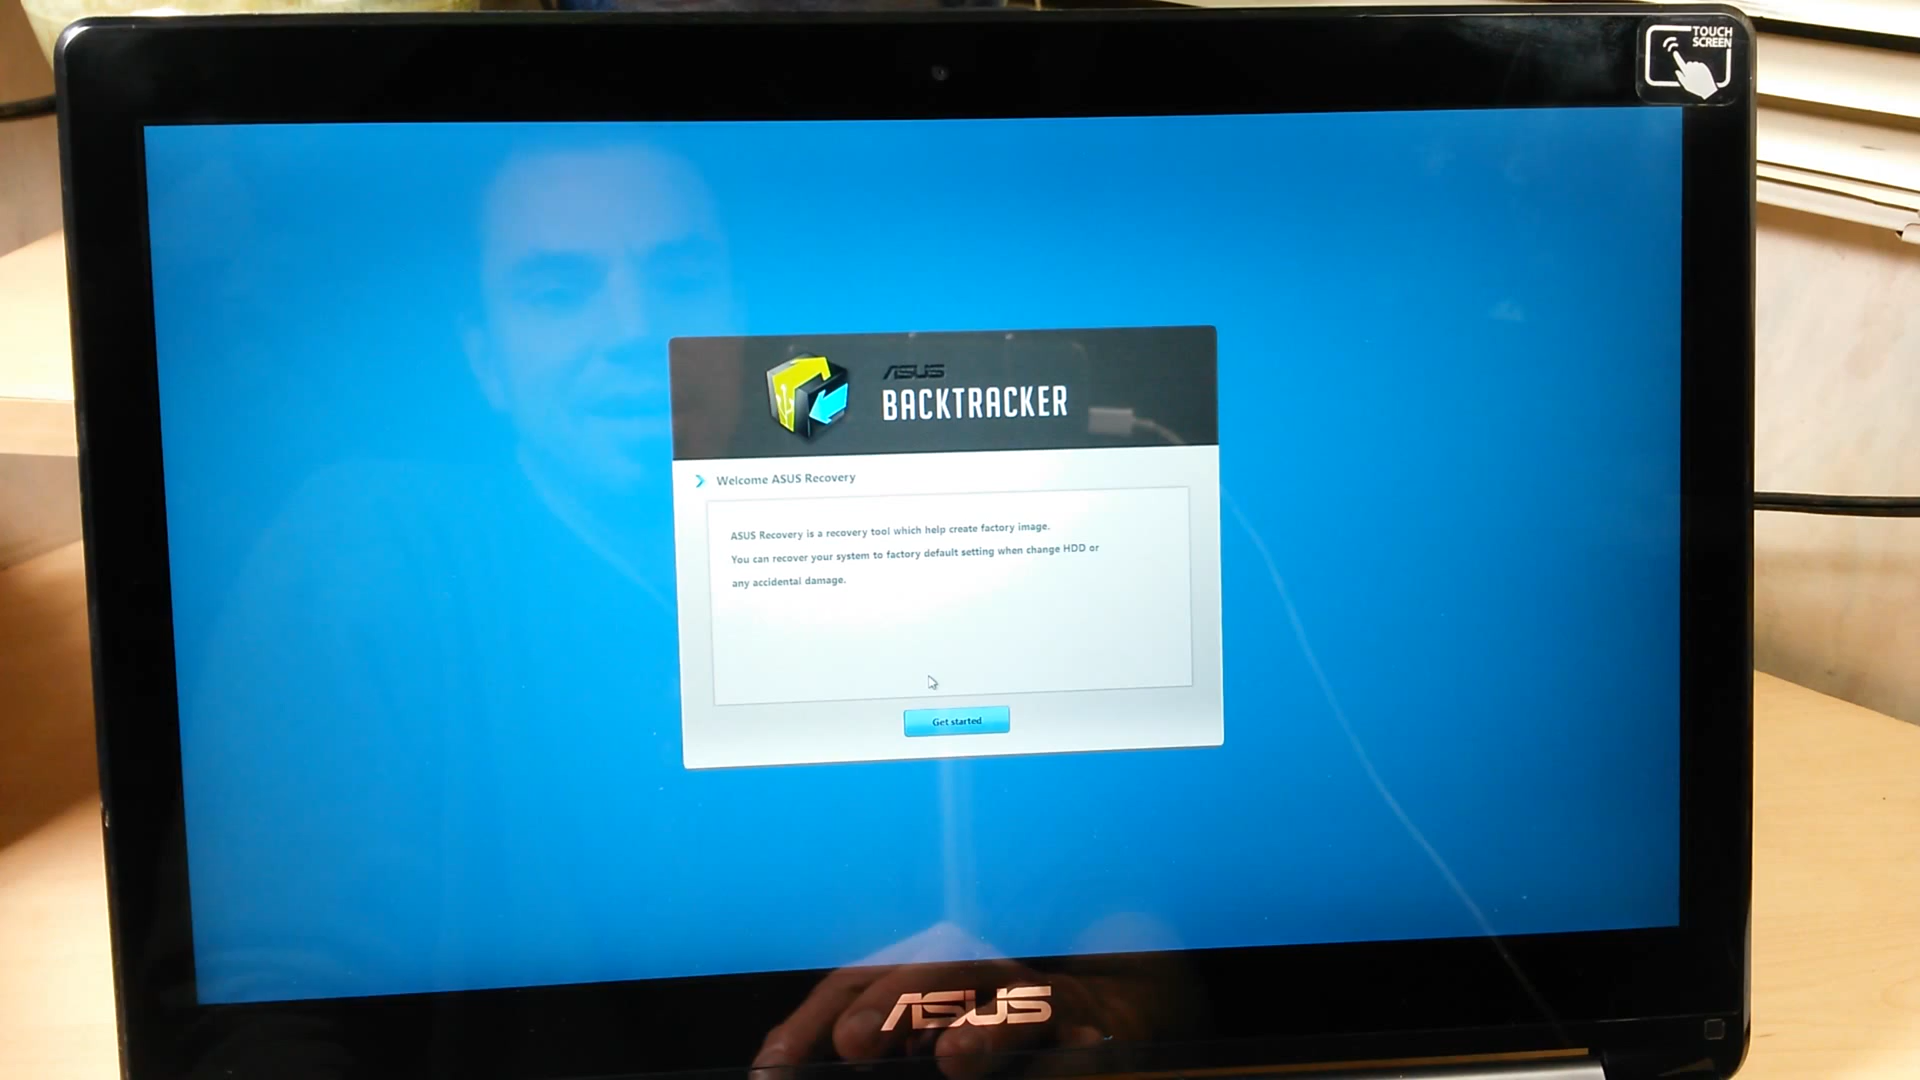 TOUCH
SCREEN
ASUS
BACKTRACKER
Welcome ASUS Recovery
ASUS Recovery is a recovery tool which help create factory image.
You can recover your system to factory default setting when change HDD or
any accidental damage.
Get started
ASUS